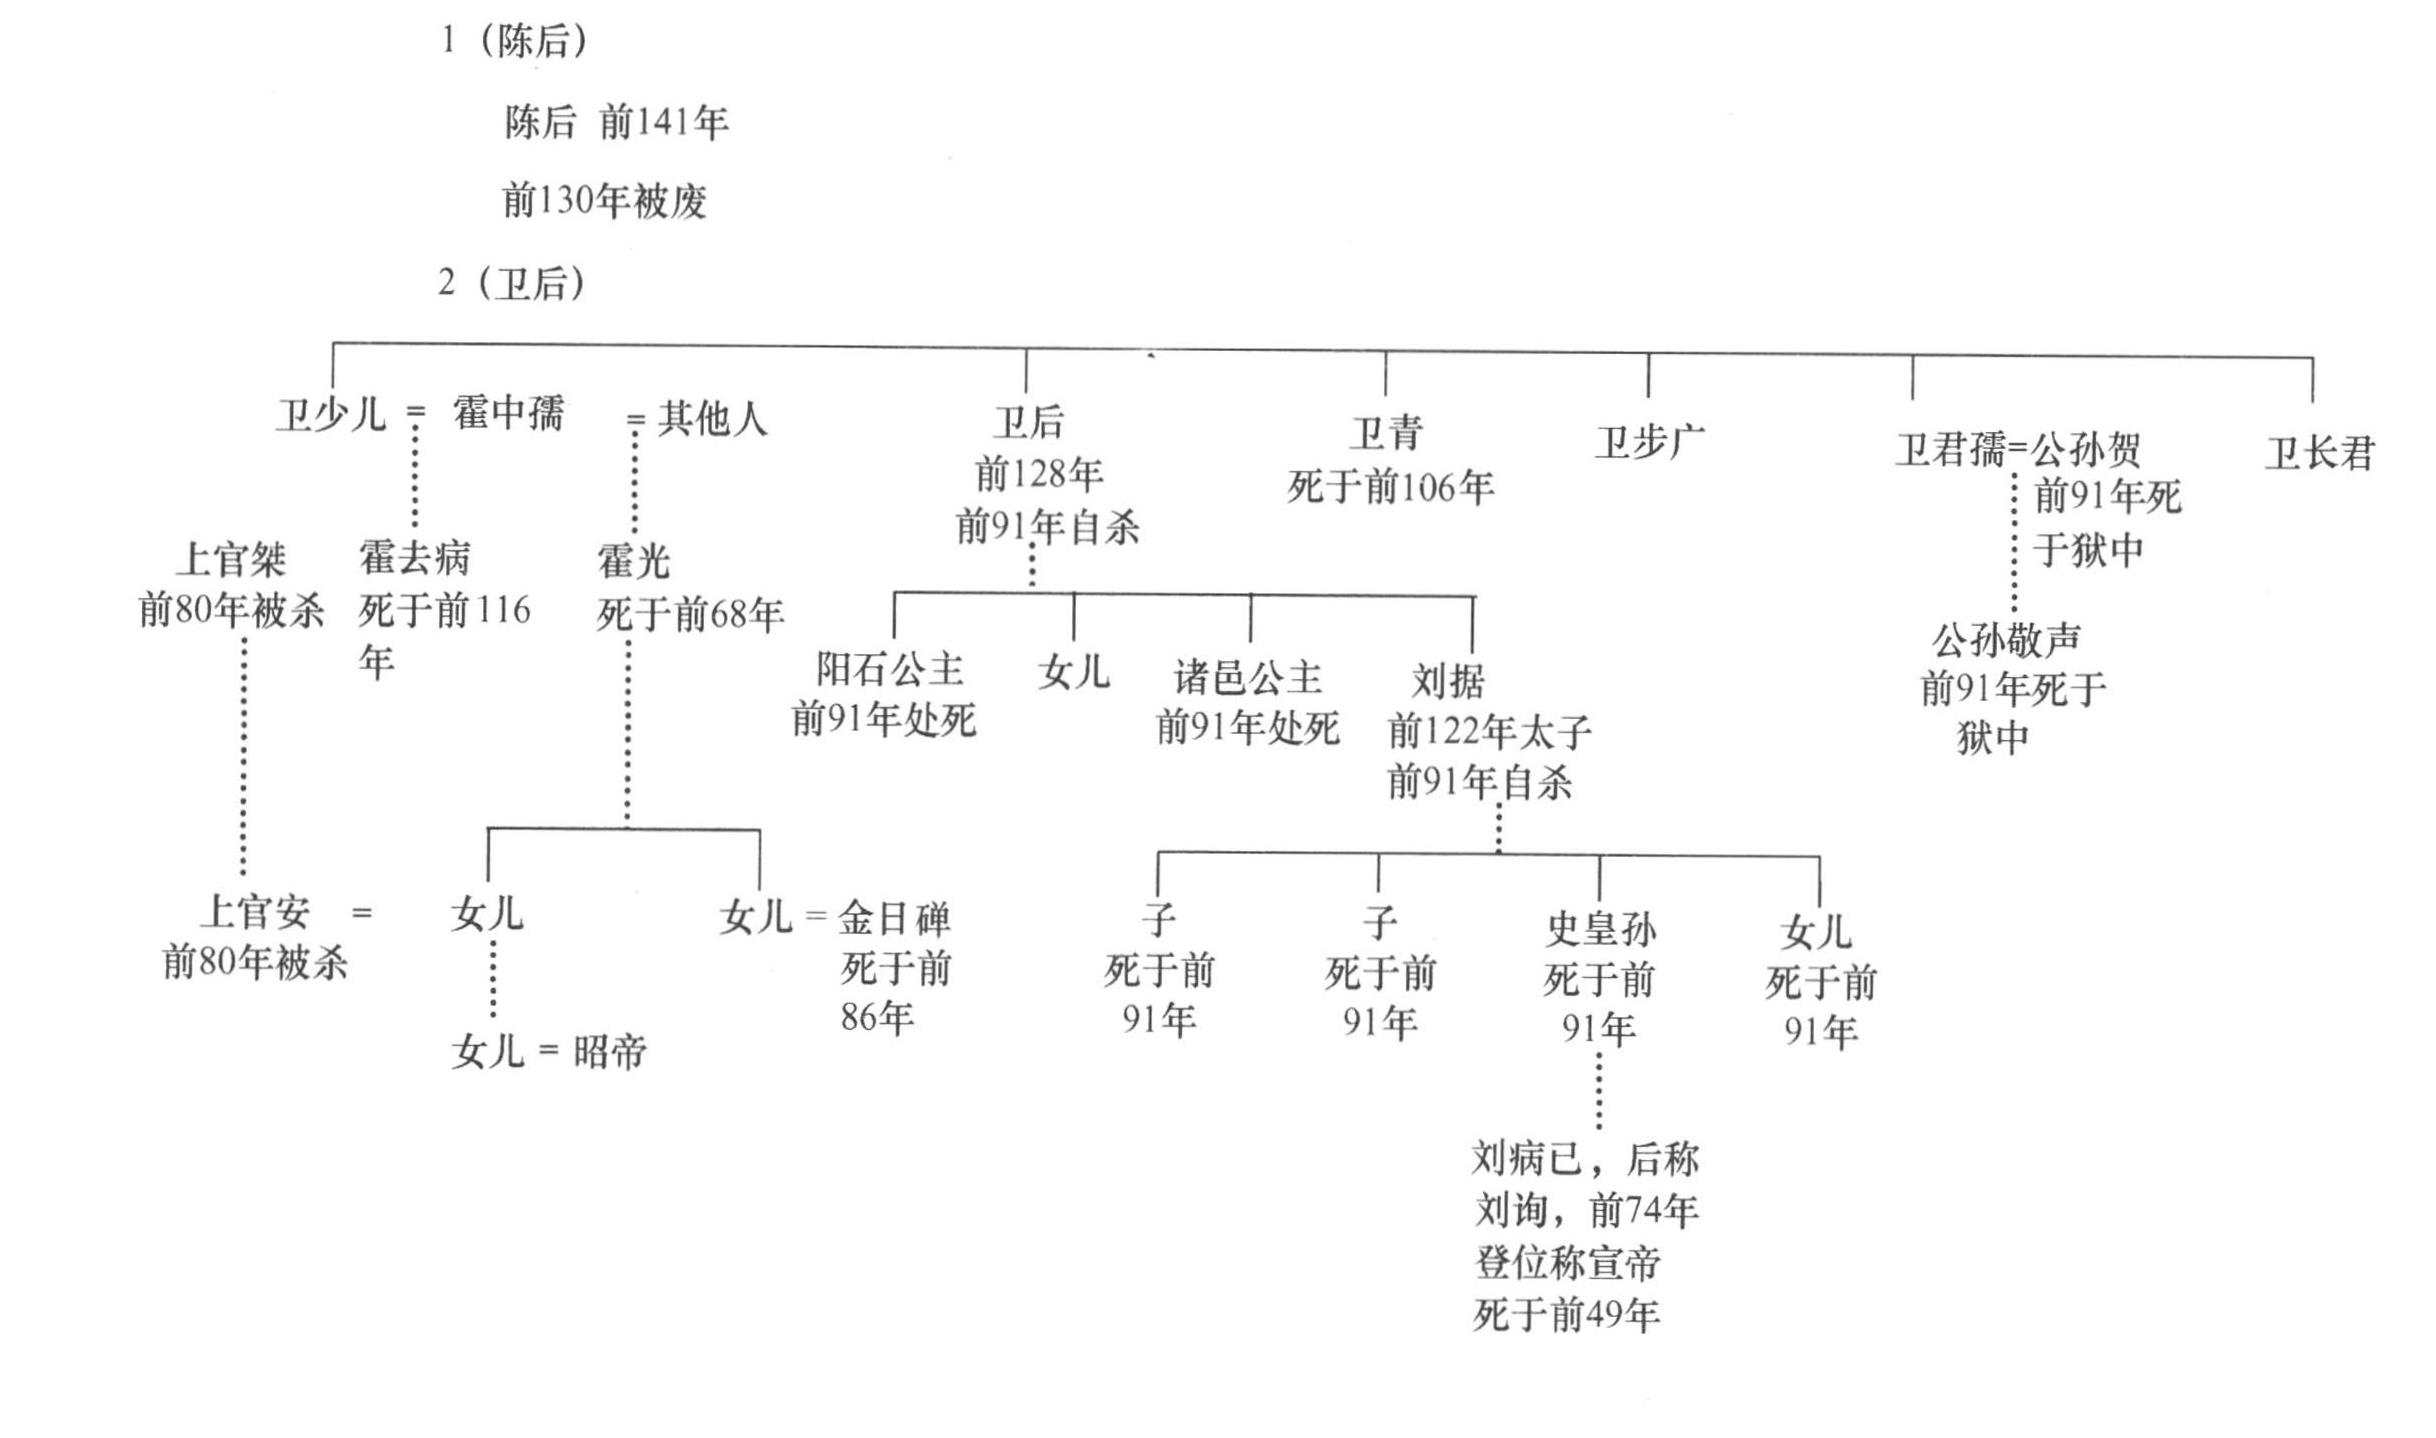 1（陈后）
陈后 前141年
前130年被废
2（卫后）
卫少儿 = 霍中孺 = 其他人
卫后
前128年
前91年自杀
卫青
死于前106年
卫步广
卫君孺=公孙贺
前91年死
于狱中
卫长君
上官桀
前80年被杀
霍去病
死于前116
年
霍光
死于前68年
公孙敬声
前91年死于
狱中
阳石公主
前91年处死
女儿
诸邑公主
前91年处死
刘据
前122年太子
前91年自杀
上官安 = 女儿
前80年被杀
女儿 = 金日磾
死于前
86年
子
死于前
91年
子
死于前
91年
史皇孙
死于前
91年
女儿
死于前
91年
女儿 = 昭帝
刘病已，后称
刘询，前74年
登位称宣帝
死于前49年